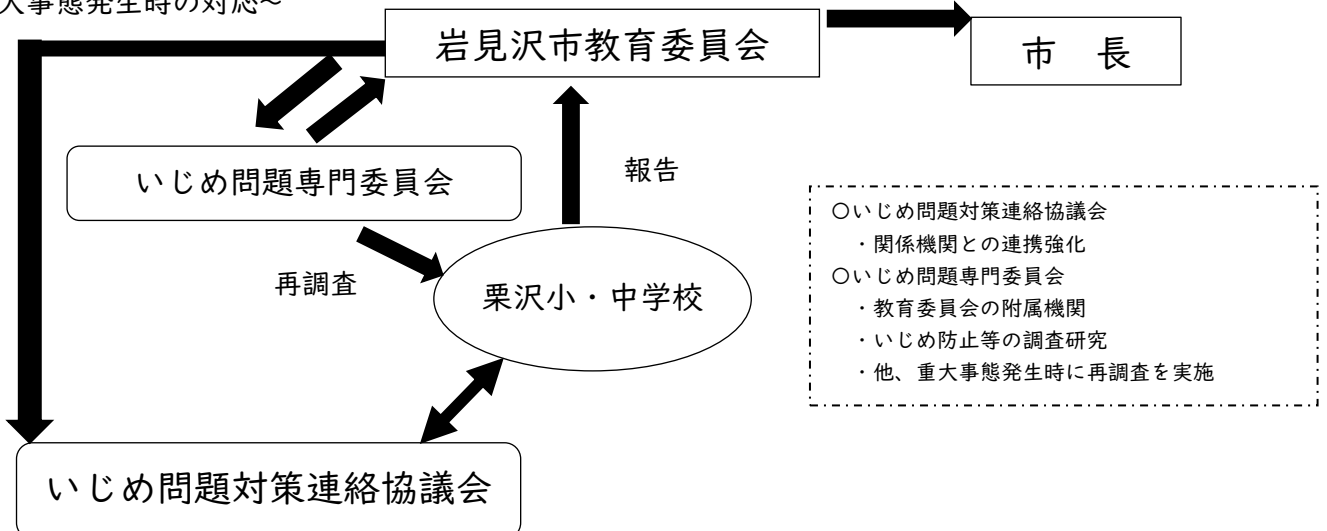 大事態発生時の対応~
岩見沢市教育委員会
市 長
いじめ問題専門委員会
報告
再調査
栗沢小・中学校
いじめ問題対策連絡協議会
〇いじめ問題対策連絡協議会
・関係機関との連携強化
〇いじめ問題専門委員会
・教育委員会の附属機関
・いじめ防止等の調査研究
・他、重大事態発生時に再調査を実施